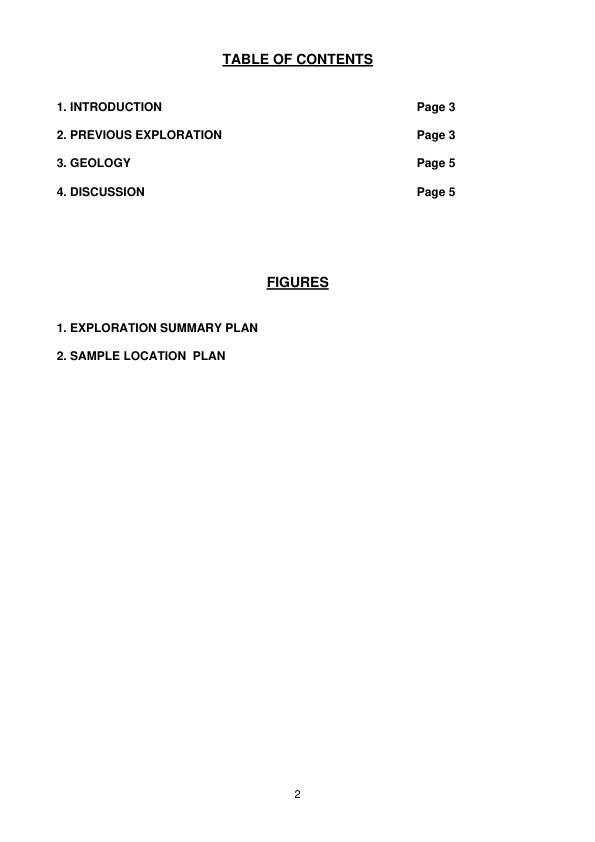 TABLE OF CONTENTS
1. INTRODUCTION Page 3
2. PREVIOUS EXPLORATION Page 3
3. GEOLOGY Page 5
4. DISCUSSION Page 5
FIGURES
1. EXPLORATION SUMMARY PLAN
2. SAMPLE LOCATION  PLAN
2